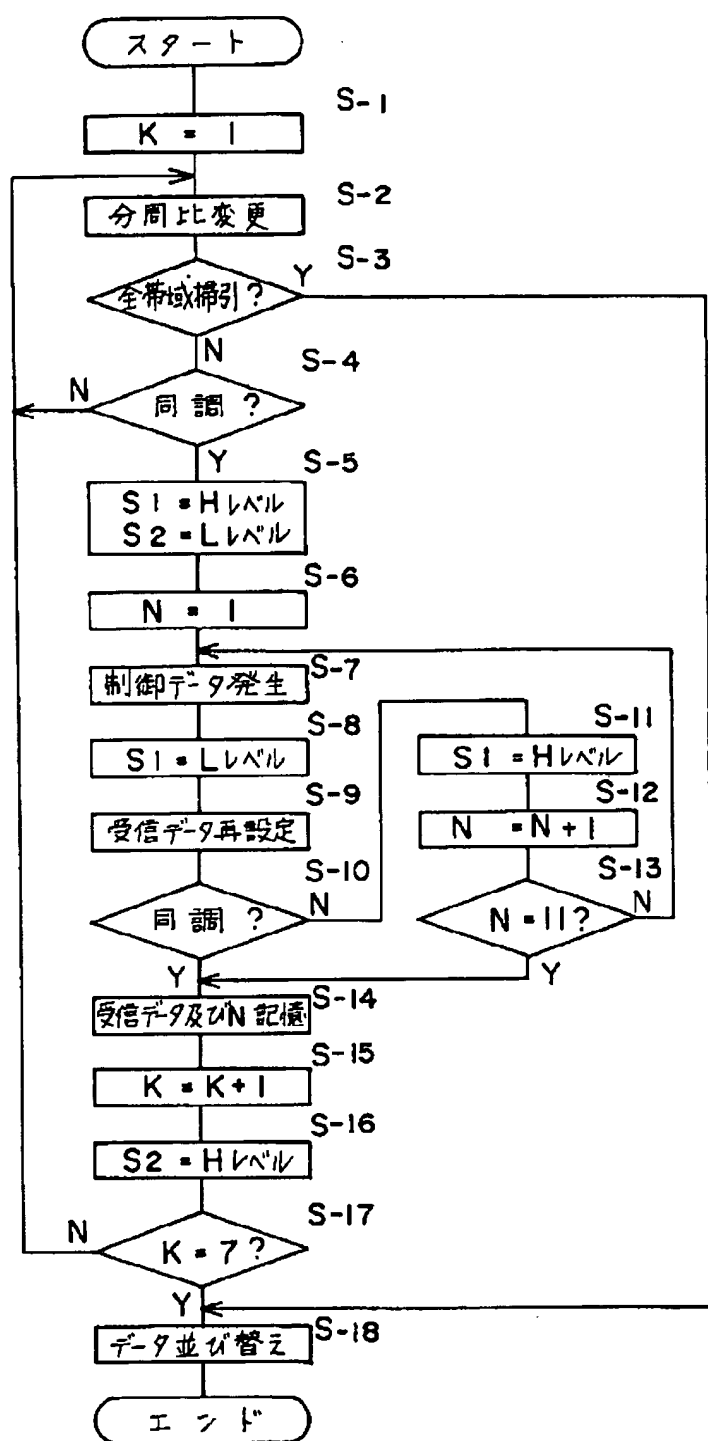 スタート
S-1
K = 1
S-2
分周比変更
S-3
全帯域掃引?
Y
N
S-4
N
同調?
Y
S-5
S1=Hレベル
S2=Lレベル
S-6
N = 1
S-7
制御データ発生
S-8
S1=Lレベル
S-9
受信データ再設定
S-10
同調?
N
Y
S-11
S1=Hレベル
S-12
N =N+1
S-13
N=11?
N
Y
S-14
受信データ及びN記憶
S-15
K = K+1
S-16
S2=Hレベル
S-17
N
K = 7?
Y
S-18
データ並び替え
エンド